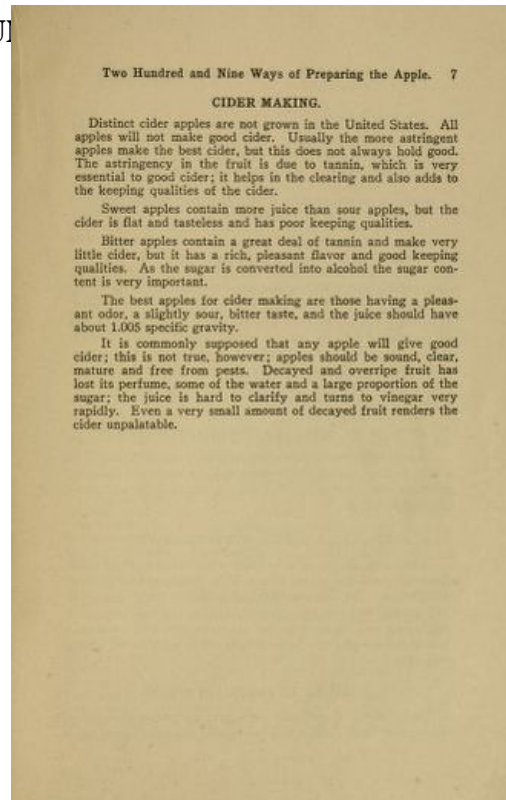 Two Hundred and Nine Ways of Preparing the Apple. 7
CIDER MAKING.
Distinct cider apples are not grown in the United States. All
apples will not make good cider. Usually the more astringent
apples make the best cider, but this does not always hold good.
The astringency in the fruit is due to tannin, which is very
essential to good cider; it helps in the clearing and also adds to
the keeping qualities of the cider.
Sweet apples contain more juice than sour apples, but the
cider is flat and tasteless and has poor keeping qualities.
Bitter apples contain a great deal of tannin and make very
little cider, but it has a rich, pleasant flavor and good keeping
qualities. As the sugar is converted into alcohol the sugar con-
tent is very important.
The best apples for cider making are those having a pleas-
ant odor, a slightly sour, bitter taste, and the juice should have
about 1.005 specific gravity.
It is commonly supposed that any apple will give good
cider; this is not true, however; apples should be sound, clear,
mature and free from pests. Decayed and overripe fruit has
lost its perfume, some of the water and a large proportion of the
sugar; the juice is hard to clarify and turns to vinegar very
rapidly. Even a very small amount of decayed fruit renders the
cider unpalatable.